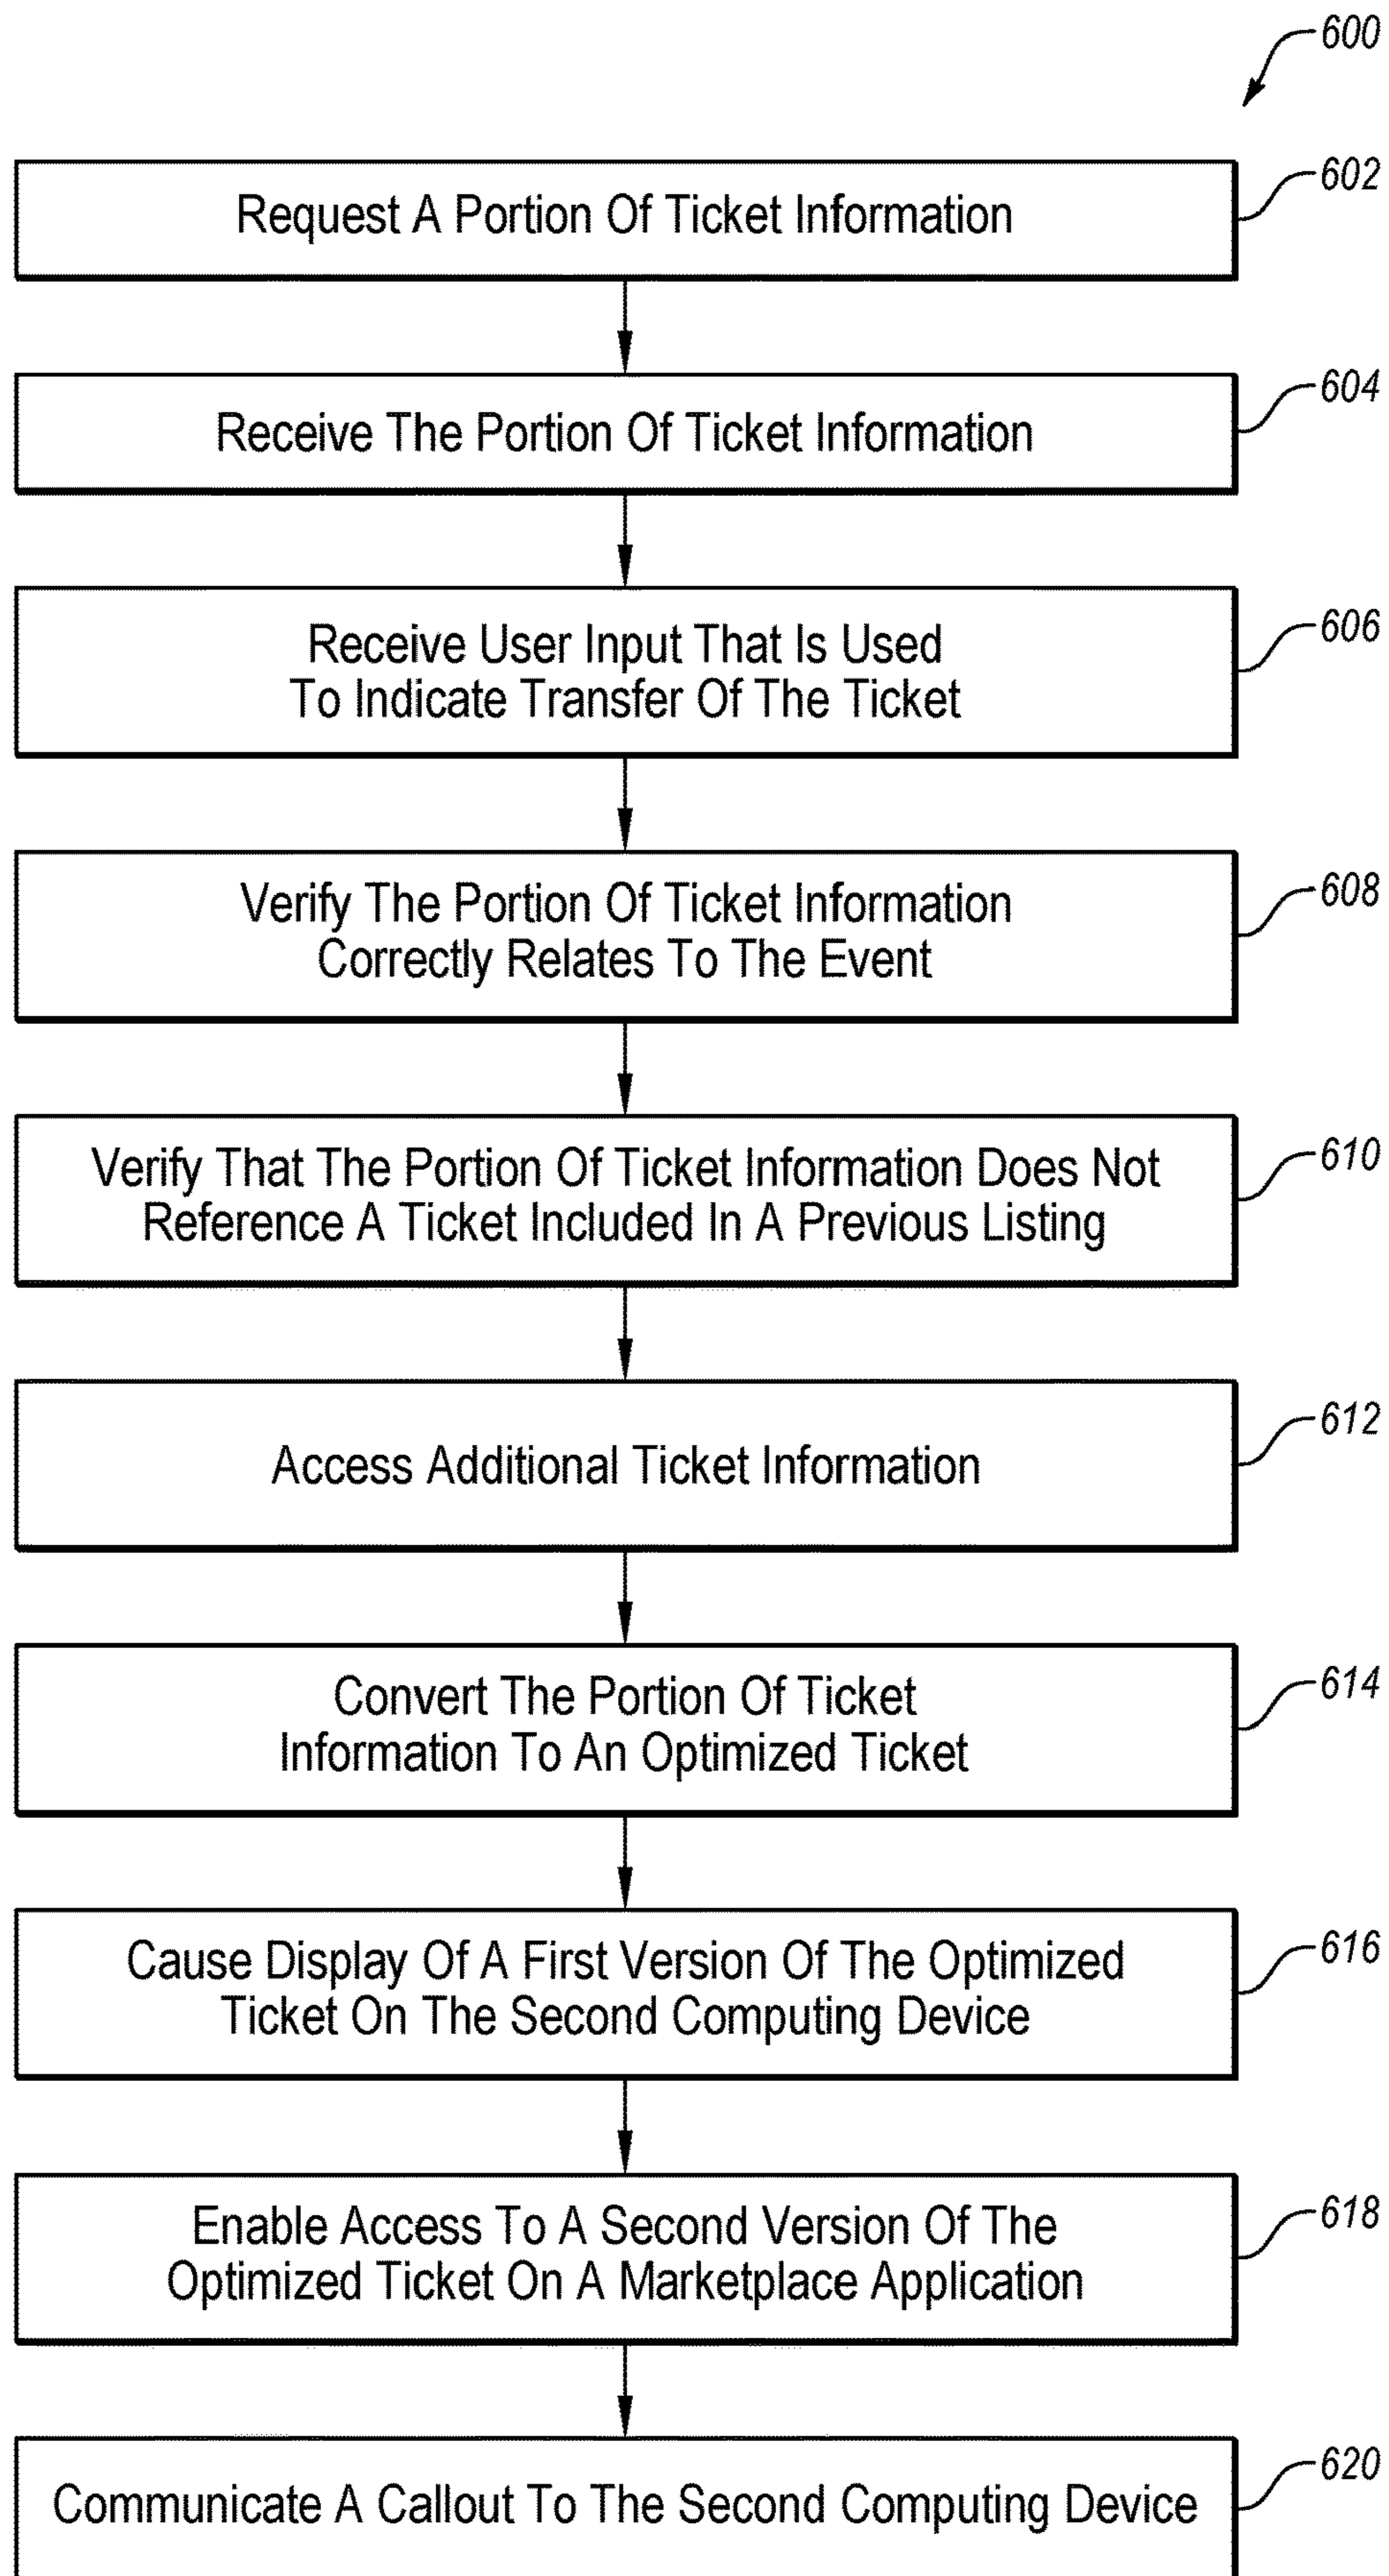 600
602
Request A Portion Of Ticket Information
604
Receive The Portion Of Ticket Information
606
Receive User Input That Is Used
To Indicate Transfer Of The Ticket
608
Verify The Portion Of Ticket Information
Correctly Relates To The Event
610
Verify That The Portion Of Ticket Information Does Not
Reference A Ticket Included In A Previous Listing
612
Access Additional Ticket Information
614
Convert The Portion Of Ticket
Information To An Optimized Ticket
616
Cause Display Of A First Version Of The Optimized
Ticket On The Second Computing Device
618
Enable Access To A Second Version Of The
Optimized Ticket On A Marketplace Application
620
Communicate A Callout To The Second Computing Device